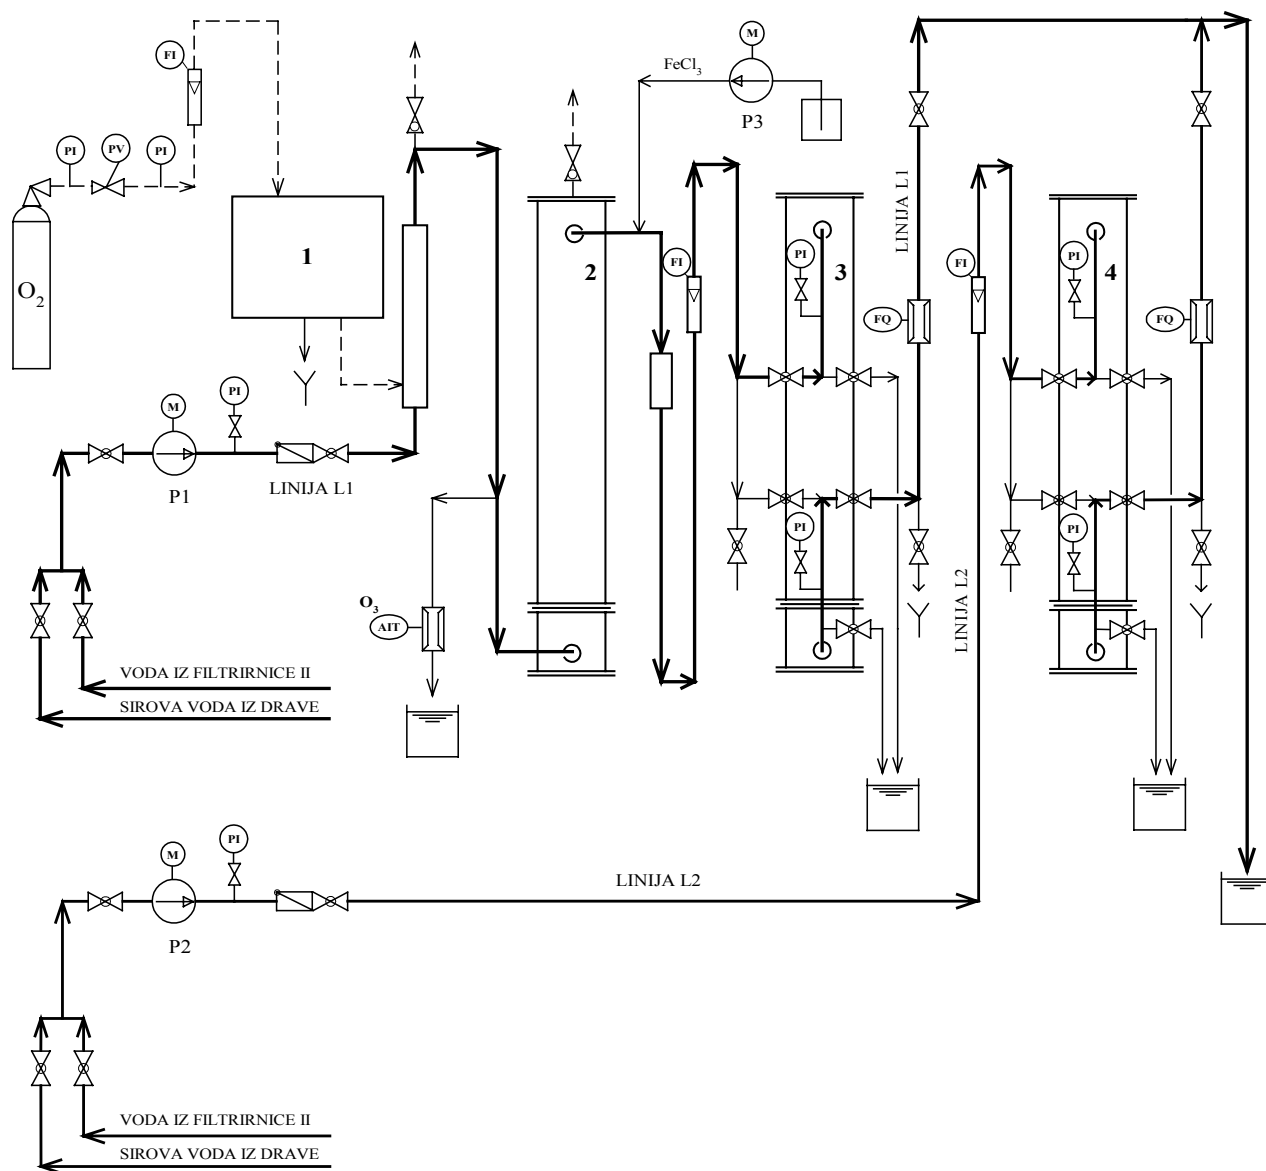 M
FeCl3
P3
FI
PI
PV
PI
O2
1
2
FI
PI
3
LINIJA L1
FQ
FI
PI
4
FQ
M
PI
P1
LINIJA L1
PI
PI
O3
AIT
LINIJA L2
VODA IZ FILTRIRNICE II
SIROVA VODA IZ DRAVE
M
PI
P2
LINIJA L2
VODA IZ FILTRIRNICE II
SIROVA VODA IZ DRAVE